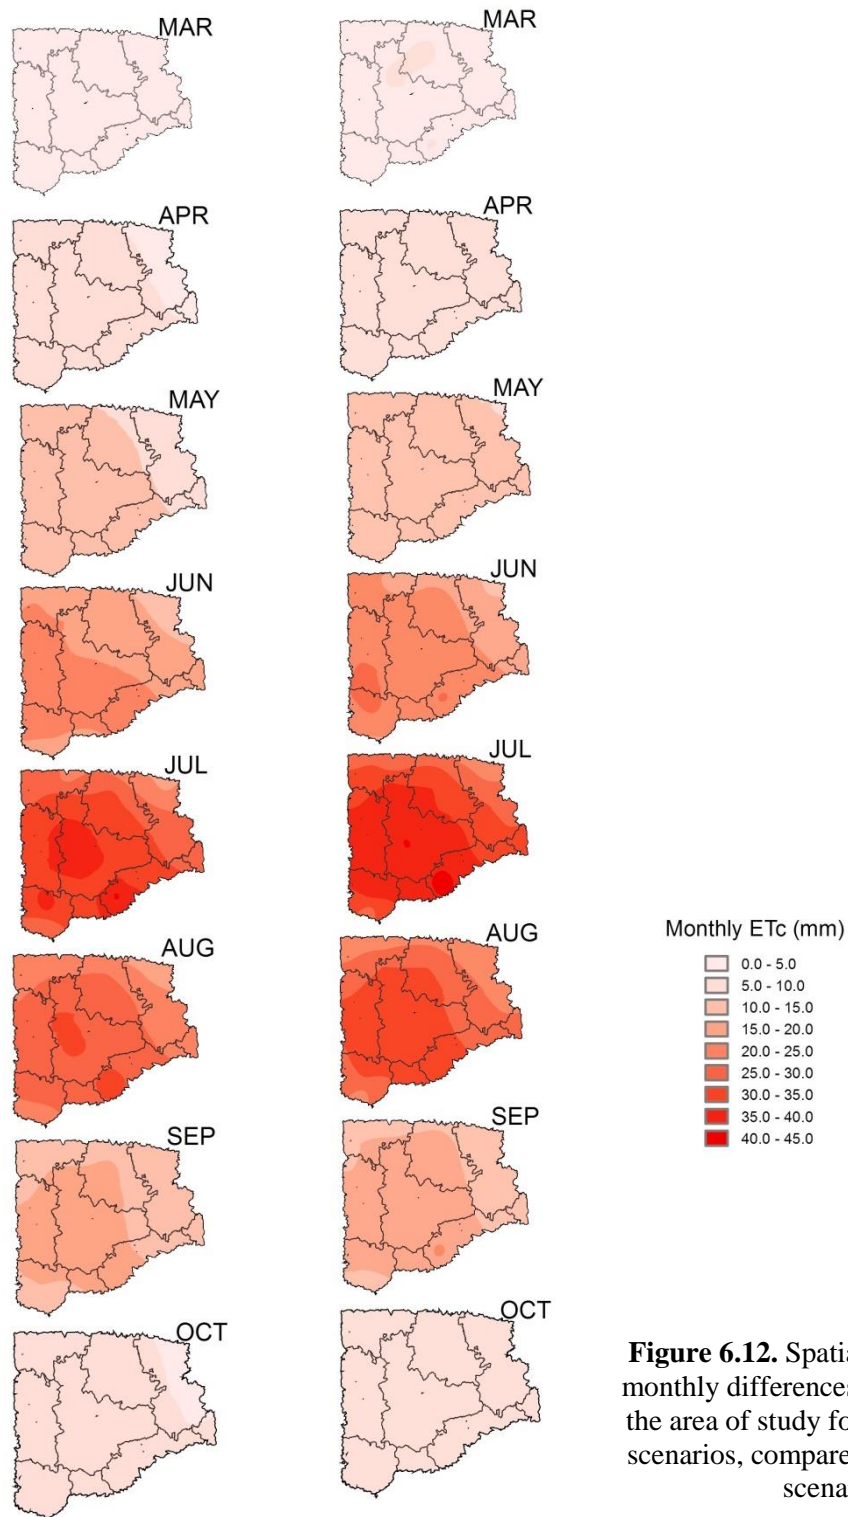 MAR
MAR
APR
APR
MAY
MAY
JUN
JUN
JUL
JUL
AUG
AUG
SEP
SEP
OCT
OCT
Monthly ETc (mm)
0.0 - 5.0
5.0 - 10.0
10.0 - 15.0
15.0 - 20.0
20.0 - 25.0
25.0 - 30.0
30.0 - 35.0
35.0 - 40.0
40.0 - 45.0
Figure 6.12. Spatia
monthly differences
the area of study fo
scenarios, compare
scena